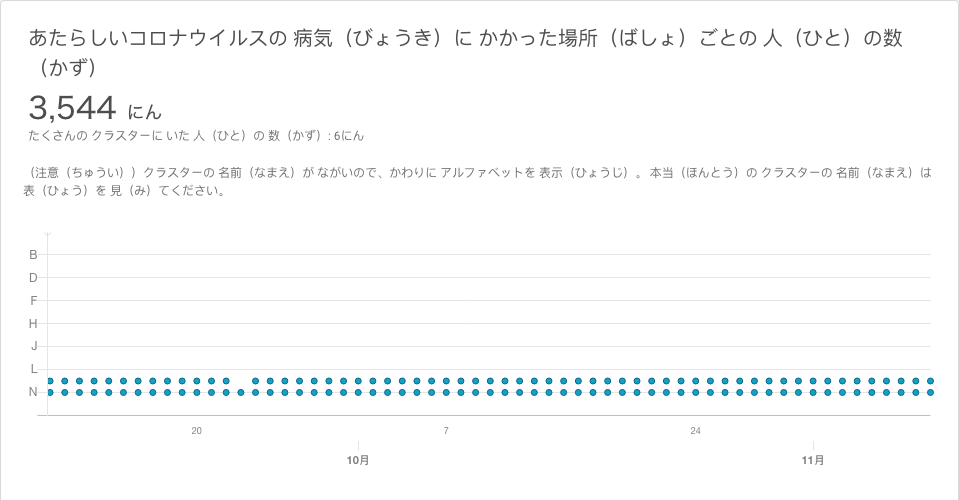 あたらしいコロナウイルスの 病気（びょうき）に かかった場所（ばしょ）ごとの 人（ひと）の数
（かず）
3,544 にん
たくさんの クラスターに いた 人（ひと）の 数（かず）: 6にん
（注意（ちゅうい））クラスターの 名前（なまえ）が ながいので、かわりに アルファベットを 表示（ひょうじ）。 本当（ほんとう）の クラスターの 名前（なまえ）は
表（ひょう）を 見（み）てください。
B
D
F
H
J
L
N
20 7 24
10月 11月